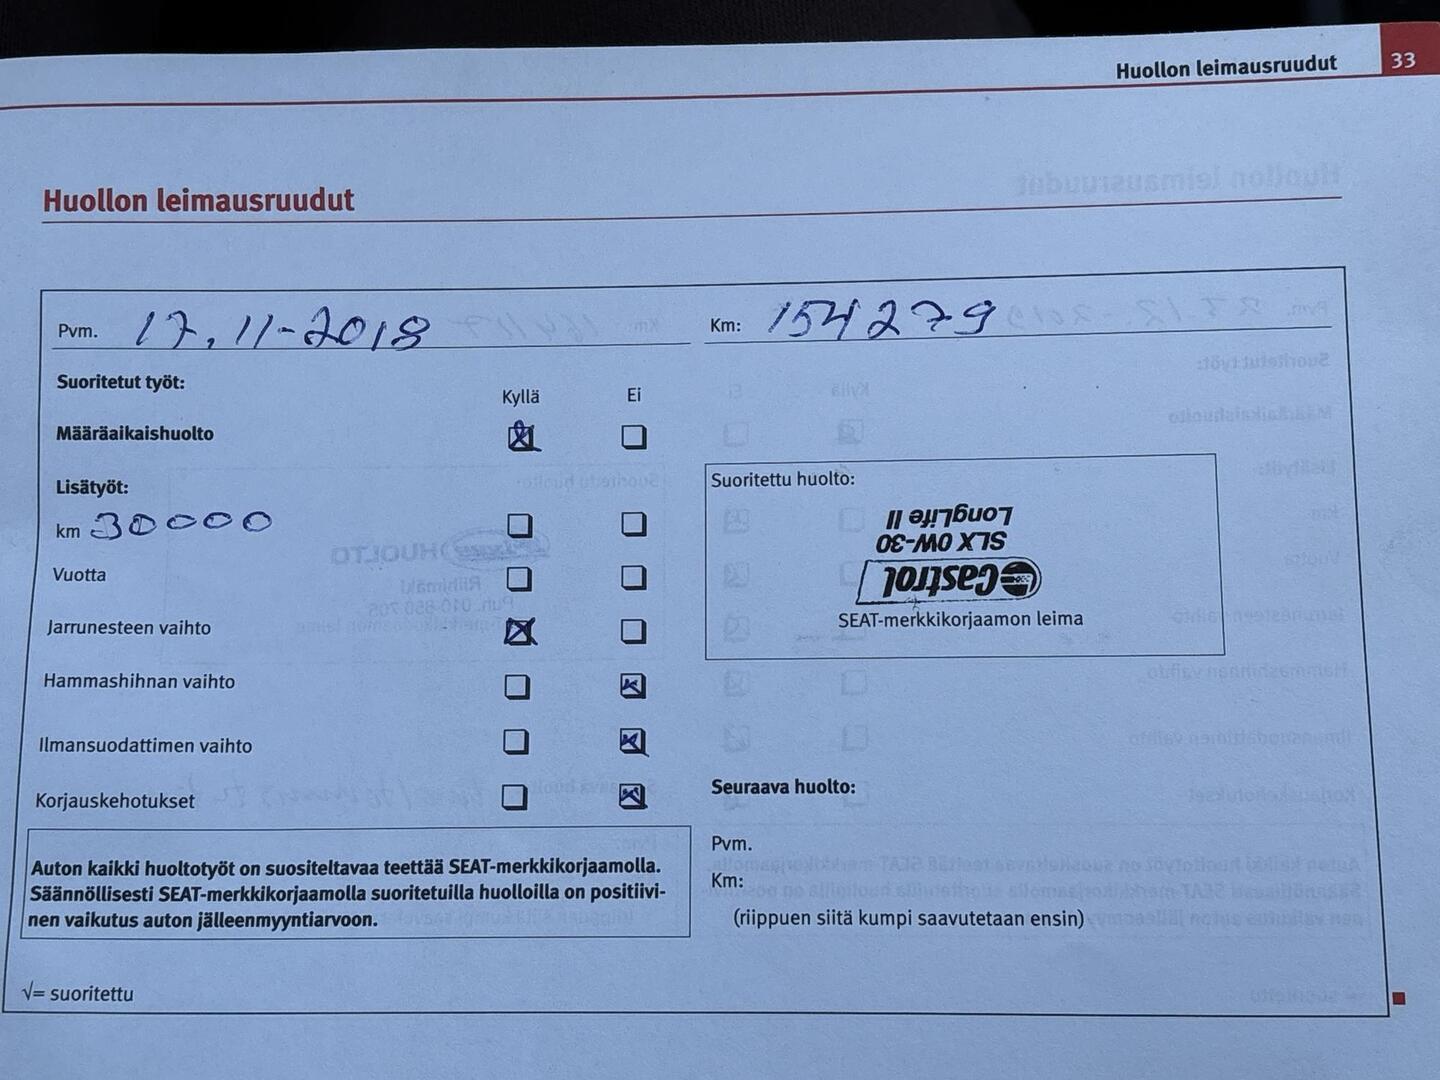 Huollon leimausruudut 33
Huollon leimausruudut
Pvm. 17.11-2018
Km: 154279
Suoritetut työt:
Kyllä Ei
Määräaikaishuolto
Lisätyöt:
km 30000
Vuotta
Jarrunesteen vaihto
Hammashihnan vaihto
Ilmansuodattimen vaihto
Korjauskehotukset
Auton kaikki huoltotyöt on suositeltavaa teettää SEAT-merkkikorjaamolla.
Säännöllisesti SEAT-merkkikorjaamolla suoritetuilla huolloilla on positiivi-
nen vaikutus auton jälleenmyyntiarvoon.
√= suoritettu
Suoritettu huolto:
Castrol
SLX 0W-30
LongLife II
SEAT-merkkikorjaamon leima
Seuraava huolto:
Pvm.
Km:
(riippuen siitä kumpi saavutetaan ensin)